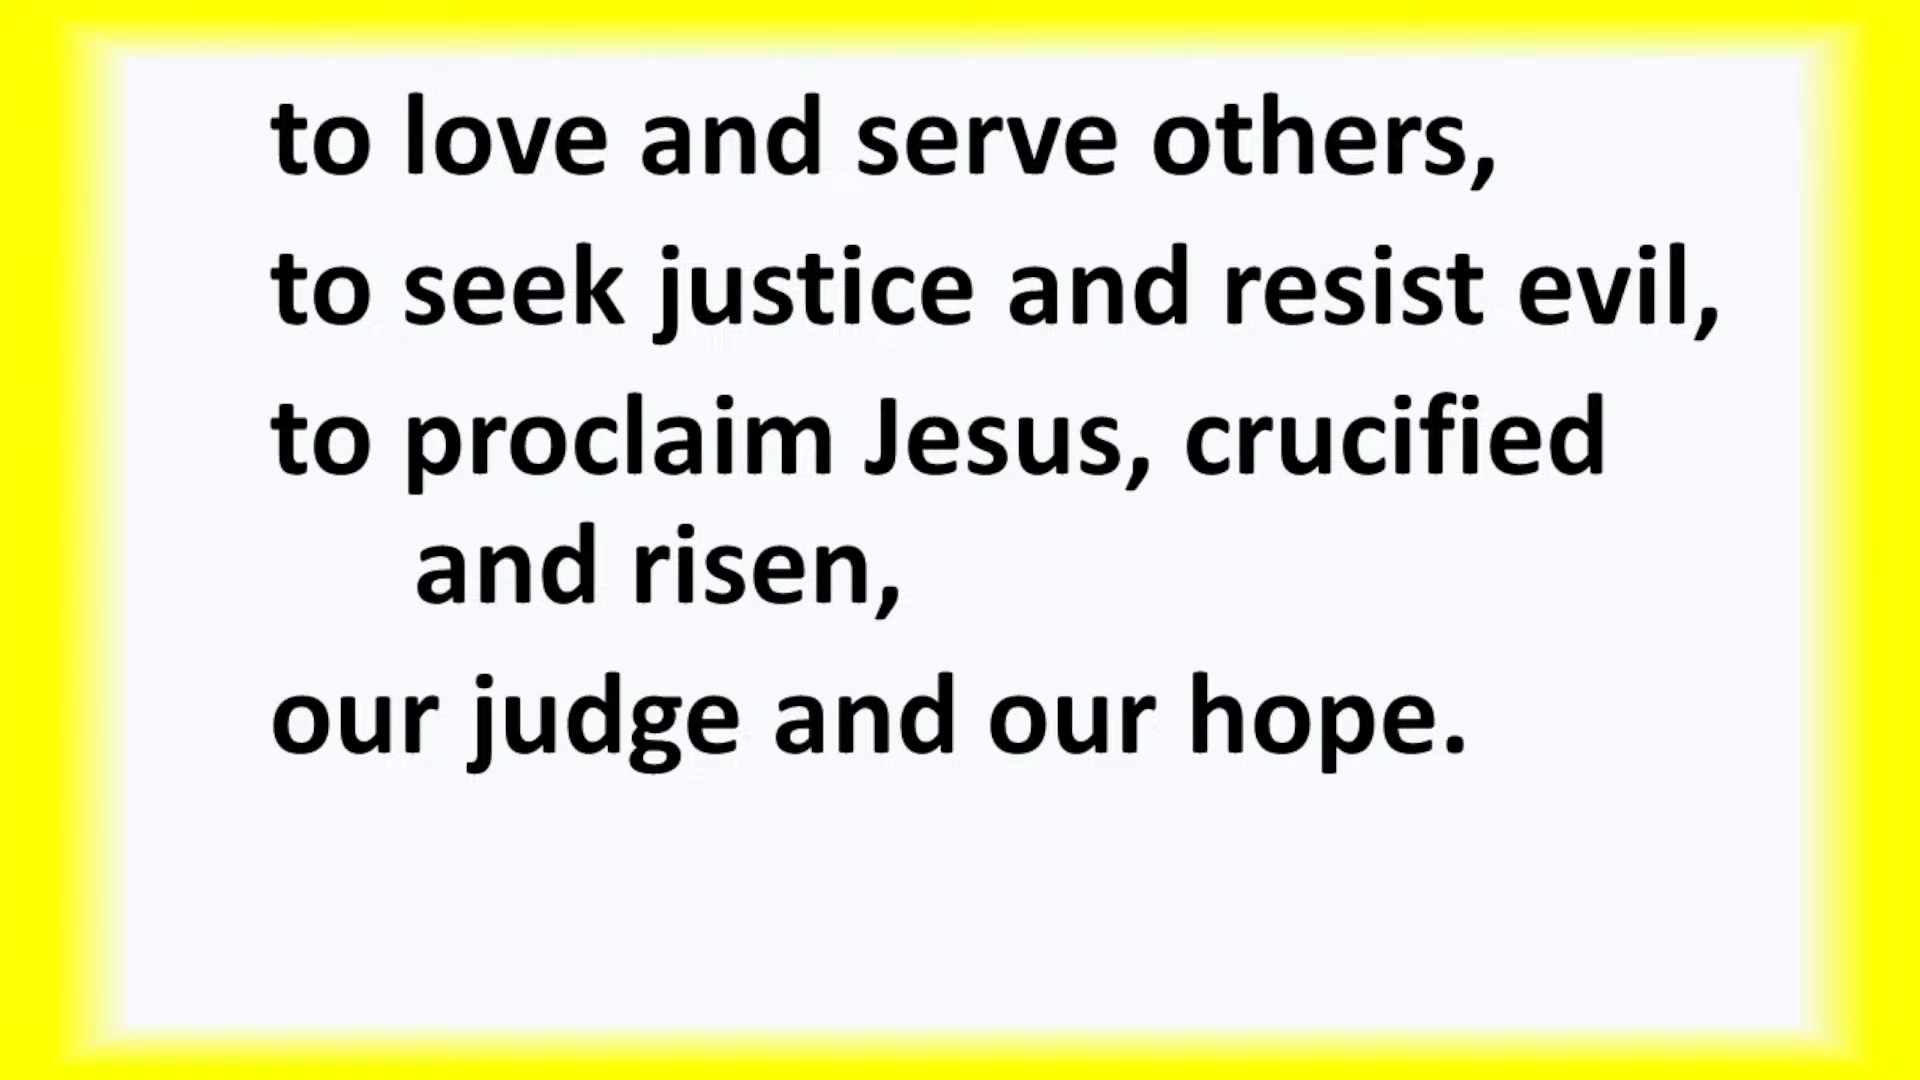 to love and serve others,
to seek justice and resist evil,
to proclaim Jesus, crucified
and risen,
our judge and our hope.